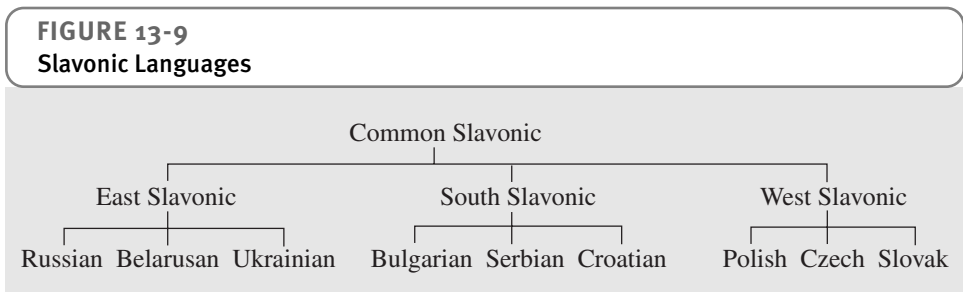 FIGURE 13-9
Slavonic Languages
Common Slavonic
East Slavonic South Slavonic West Slavonic
Russian Belarusan Ukrainian Bulgarian Serbian Croatian Polish Czech Slovak